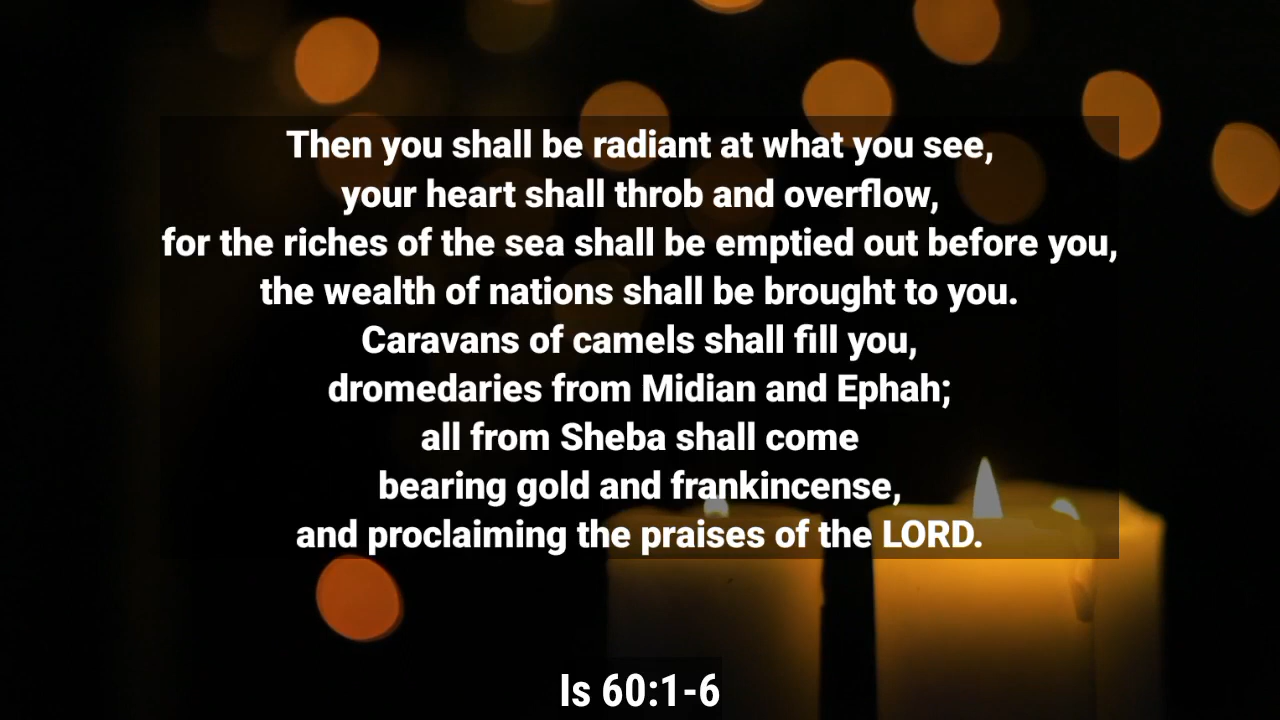 Then you shall be radiant at what you see,
your heart shall throb and overflow,
for the riches of the sea shall be emptied out before you,
the wealth of nations shall be brought to you.
Caravans of camels shall fill you,
dromedaries from Midian and Ephah;
all from Sheba shall come
bearing gold and frankincense,
and proclaiming the praises of the LORD.
Is 60:1-6